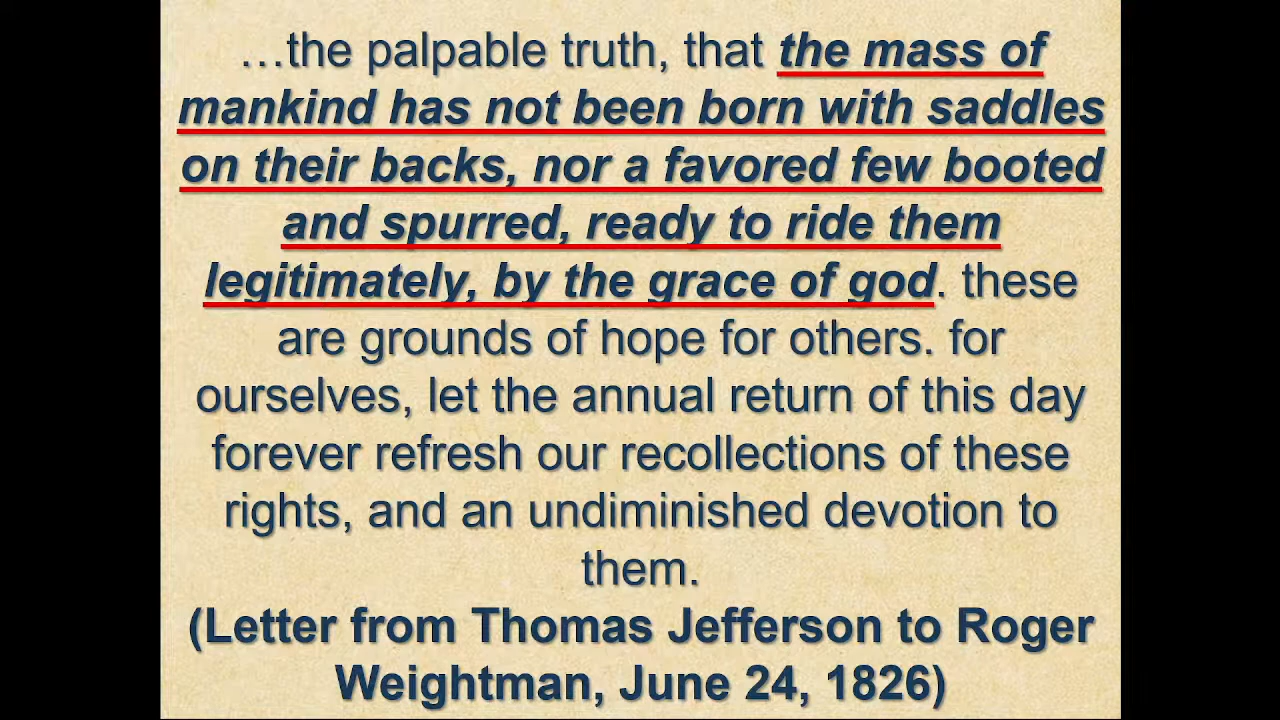 …the palpable truth, that the mass of
mankind has not been born with saddles
on their backs, nor a favored few booted
and spurred, ready to ride them
legitimately, by the grace of god. these
are grounds of hope for others. for
ourselves, let the annual return of this day
forever refresh our recollections of these
rights, and an undiminished devotion to
them.
(Letter from Thomas Jefferson to Roger
Weightman, June 24, 1826)